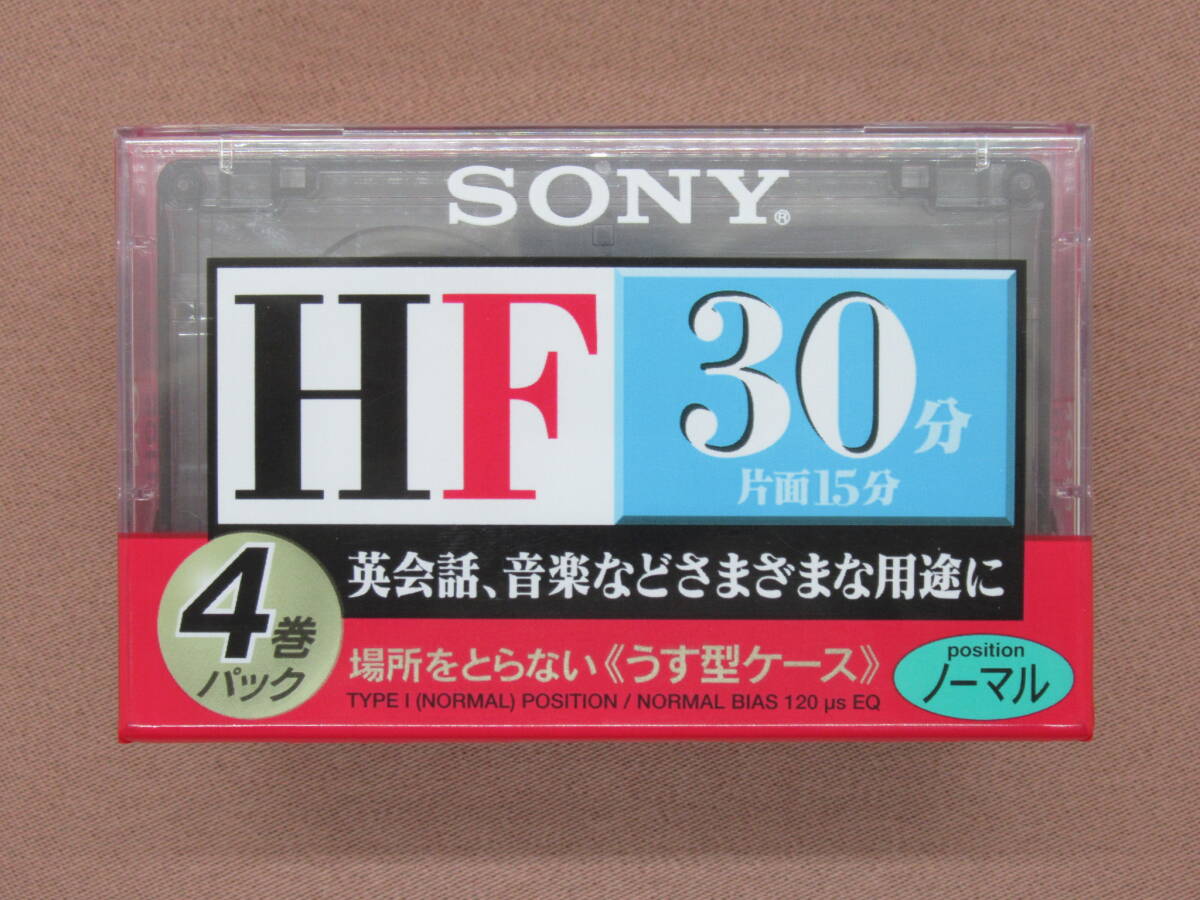 SONY®
HF 30分
片面15分
英会話、音楽などさまざまな用途に
4巻
パック
場所をとらない《うす型ケース》
TYPE I (NORMAL) POSITION / NORMAL BIAS 120 μs EQ
position
ノーマル